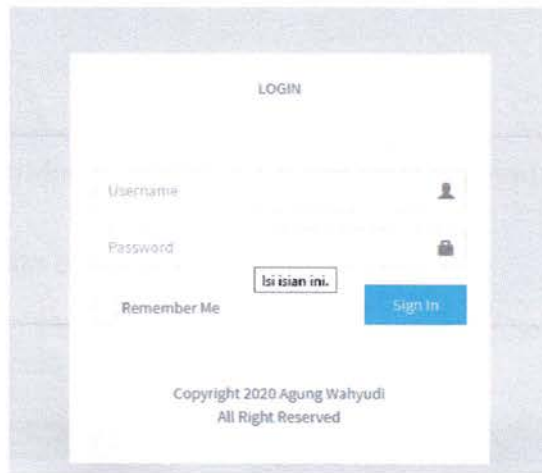 LOGIN
Username
Password
Isi isian ini.
Remember Me
Sign In
Copyright 2020 Agung Wahyudi
All Right Reserved